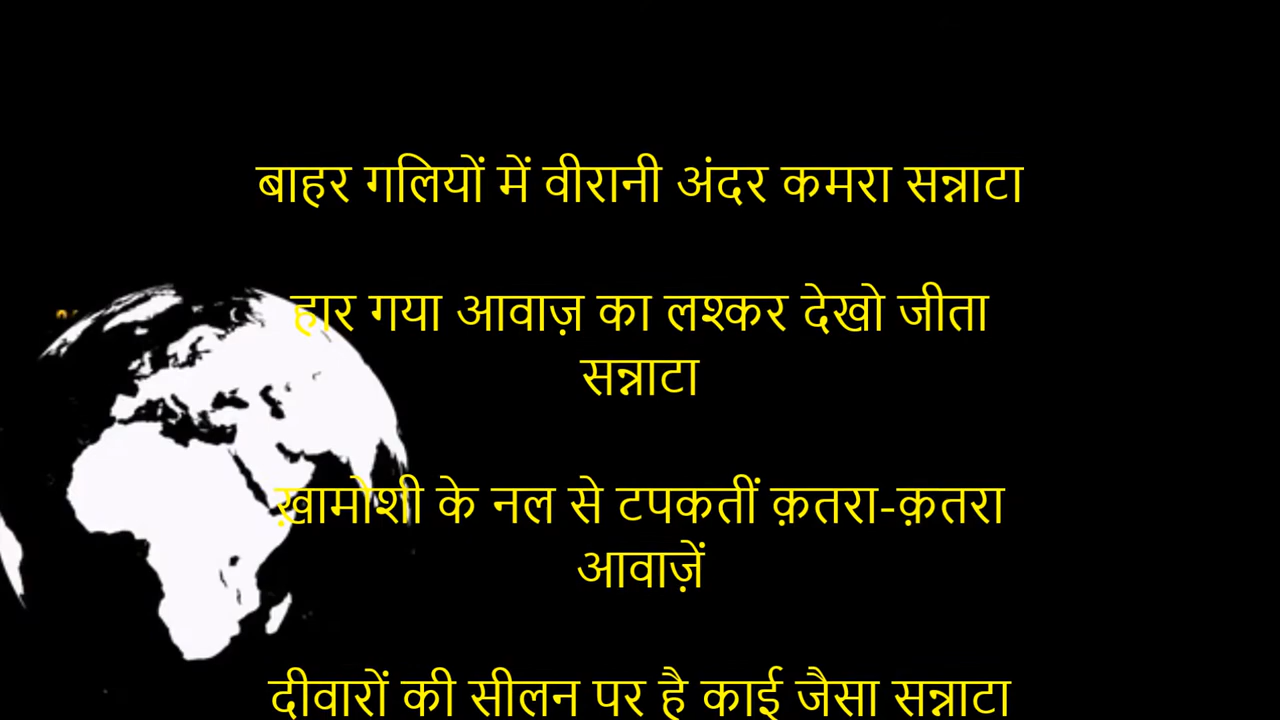 बाहर गलियों में वीरानी अंदर कमरा सन्नाटा
हार गया आवाज़ का लश्कर देखो जीता
सन्नाटा
ख़ामोशी के नल से टपकतीं क़तरा-क़तरा
आवाज़ें
दीवारों की सीलन पर है काई जैसा सन्नाटा